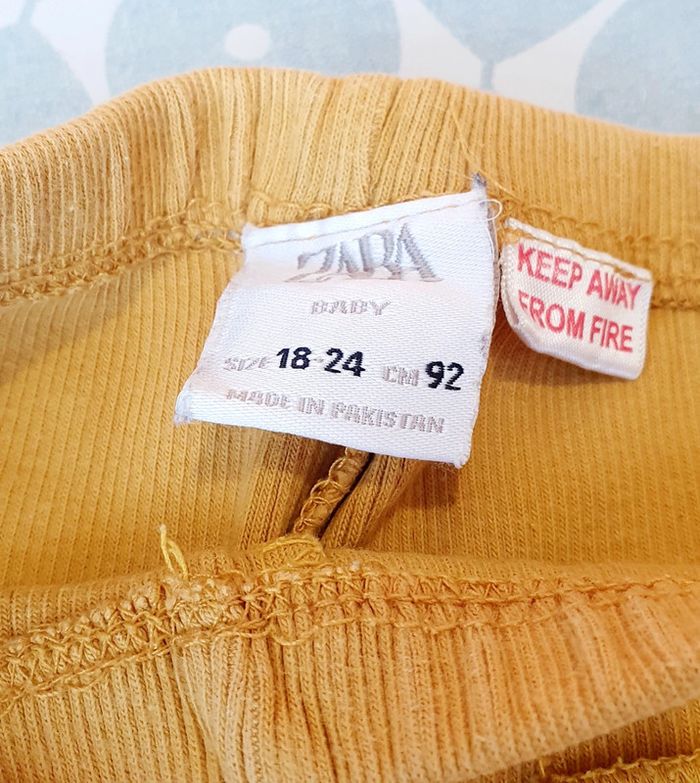 ZARA
BABY
SIZE 18-24 CM 92
MADE IN PAKISTAN
KEEP AWAY
FROM FIRE